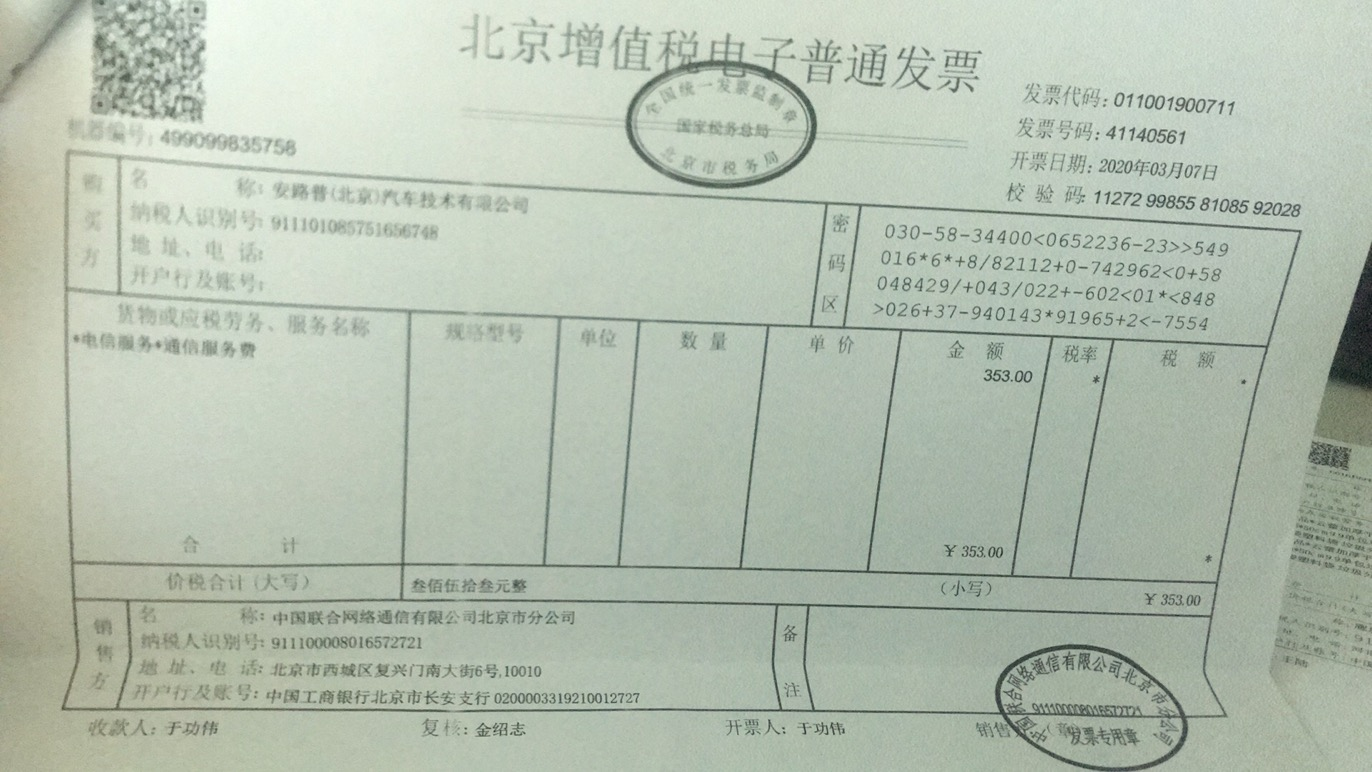 北京增值税电子普通发票
全国统一发票监制章
国家税务总局
北京市税务局
发票代码: 011001900711
发票号码: 41140561
开票日期: 2020年03月07日
校验码: 11272 99855 81085 92028
机器编号: 499099835758
购买方
名称: 安路普(北京)汽车技术有限公司
纳税人识别号: 911101085751656748
地址、电话:
开户行及账号:
密码区
030-58-34400<0652236-23>>549
016*6*+8/82112+0-742962<0+58
048429/+043/022+-602<01*<848
>026+37-940143*91965+2<-7554
货物或应税劳务、服务名称 规格型号 单位 数量 单价 金额 税率 税额
*电信服务*通信服务费 353.00 * *
合计 ¥353.00 *
价税合计(大写) 叁佰伍拾叁元整 (小写) ¥353.00
销售方
名称: 中国联合网络通信有限公司北京市分公司
纳税人识别号: 911100008016572721
地址、电话: 北京市西城区复兴门南大街6号,10010
开户行及账号: 中国工商银行北京市长安支行 0200003319210012727
备注
收款人: 于功伟 复核: 金绍志 开票人: 于功伟 销售
中国联合网络通信有限公司北京市分公司
911100008016572721
发票专用章